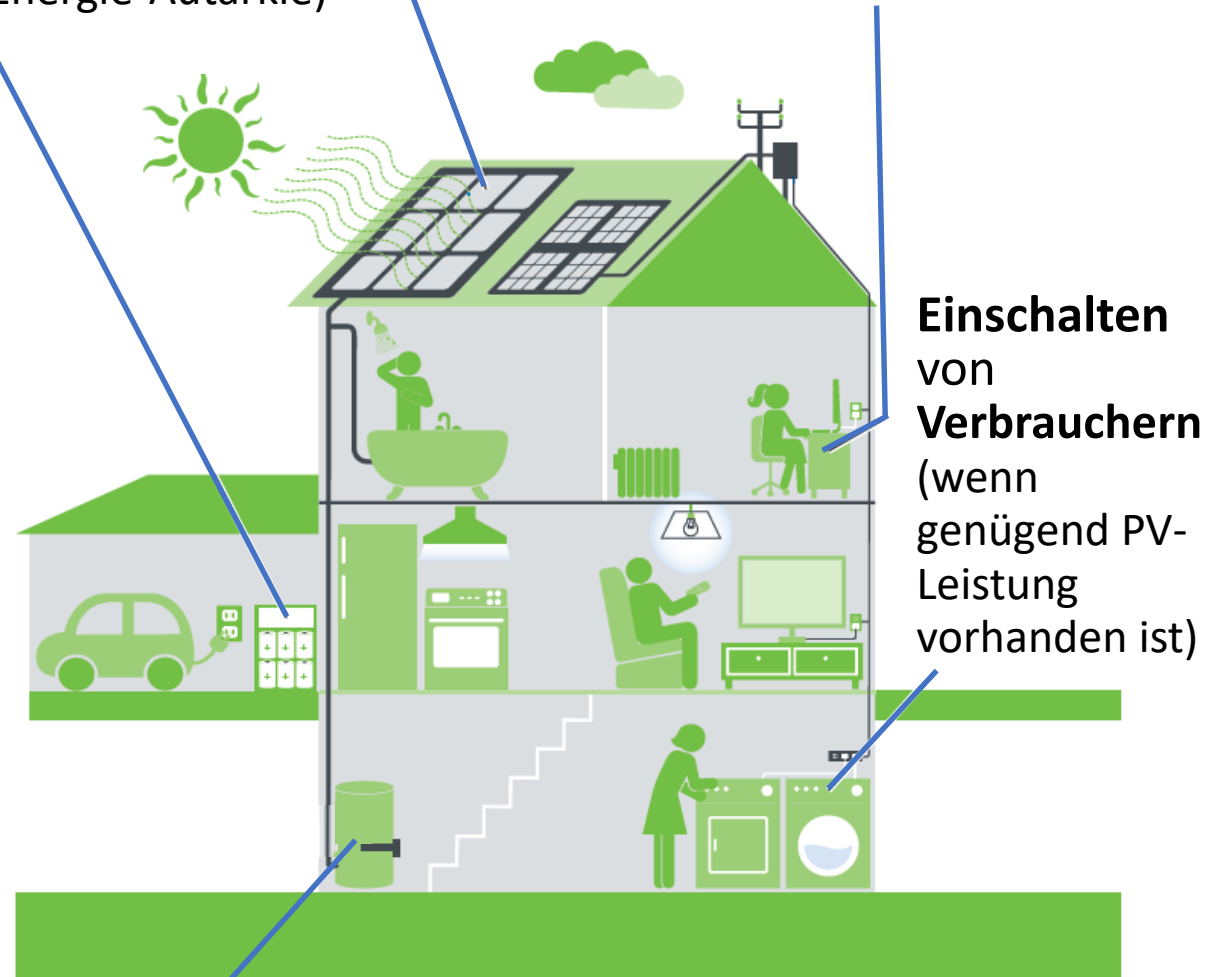 Energie-Autarkie)
Einschalten
von
Verbrauchern
(wenn
genügend PV-
Leistung
vorhanden ist)